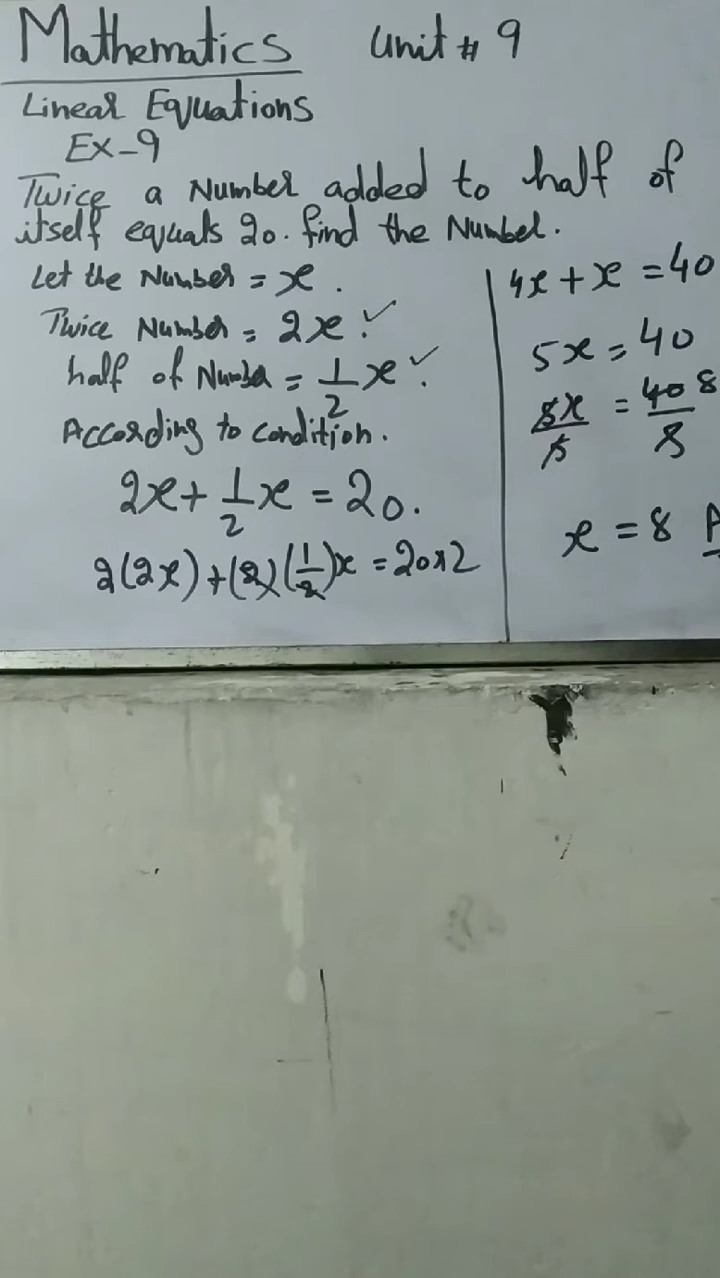 Mathematics Unit # 9
Linear Equations
Ex-9
Twice a Number added to half of
itself equals 20. find the Number.
Let the Number = x.
Twice Number = 2x. ✓
half of Number = 1/2 x. ✓
According to condition.
2x + 1/2 x = 20.
2(2x) + (2)(1/2)x = 20x2
4x + x = 40
5x = 40
5x/5 = 40/5 8
x = 8